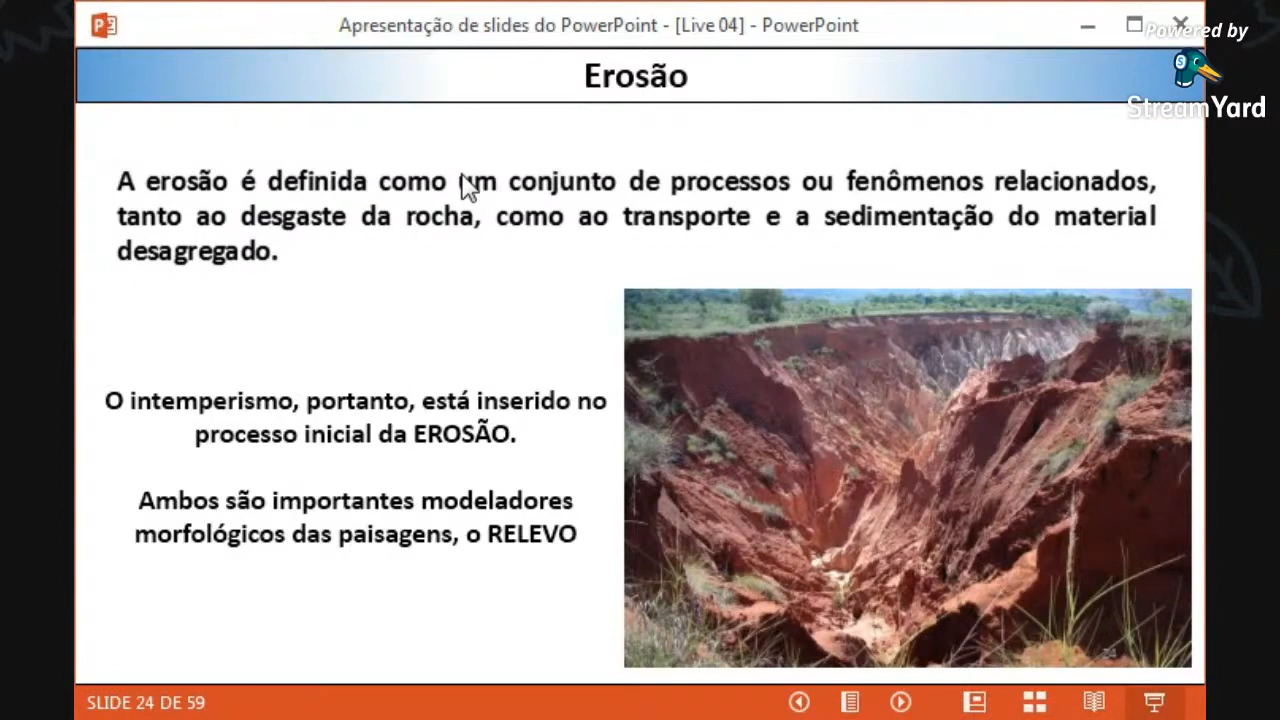 Apresentação de slides do PowerPoint - [Live 04] - PowerPoint
Powered by
StreamYard
Erosão
A erosão é definida como um conjunto de processos ou fenômenos relacionados,
tanto ao desgaste da rocha, como ao transporte e a sedimentação do material
desagregado.
O intemperismo, portanto, está inserido no
processo inicial da EROSÃO.
Ambos são importantes modeladores
morfológicos das paisagens, o RELEVO
24
SLIDE 24 DE 59